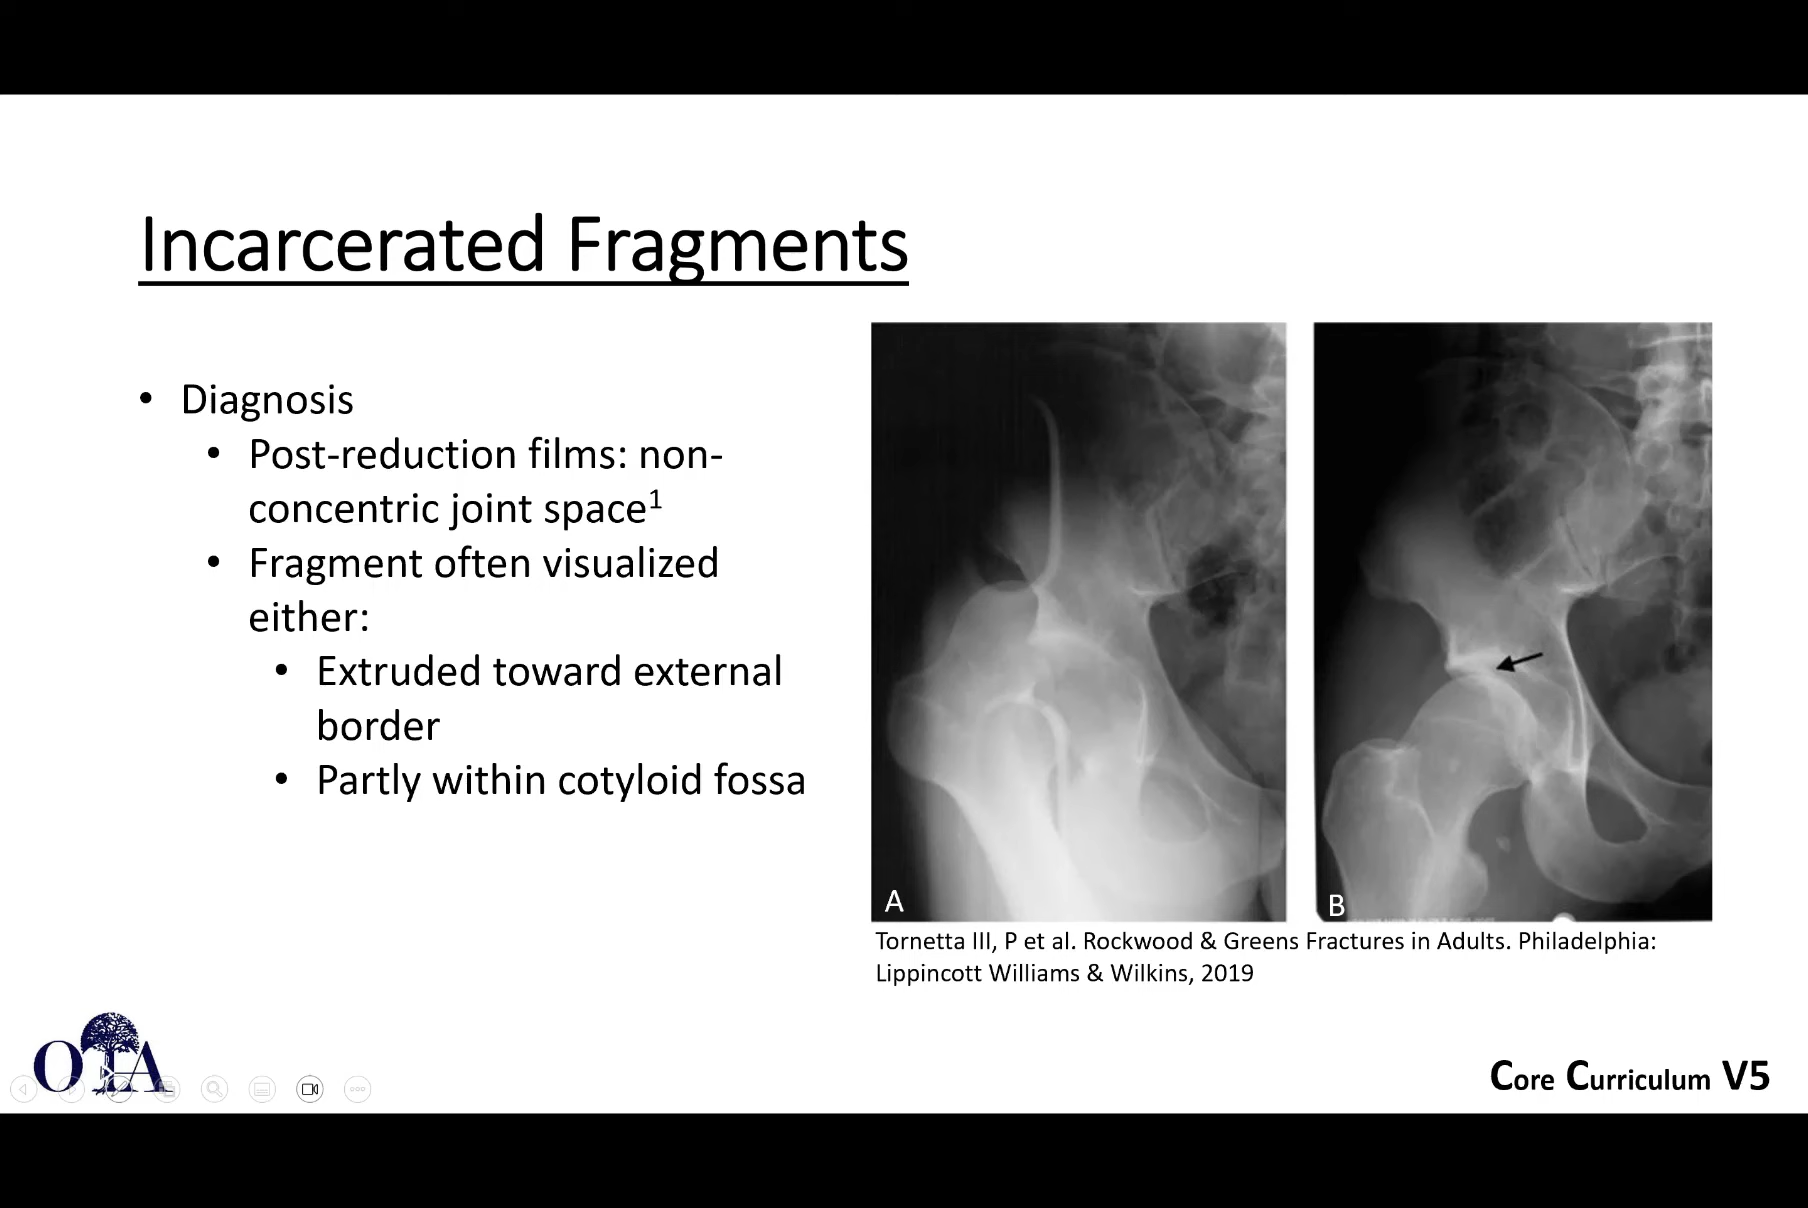 Incarcerated Fragments
• Diagnosis
• Post-reduction films: non-
concentric joint space¹
• Fragment often visualized
either:
• Extruded toward external
border
• Partly within cotyloid fossa
A
B
Tornetta III, P et al. Rockwood & Greens Fractures in Adults. Philadelphia:
Lippincott Williams & Wilkins, 2019
OTA
Core Curriculum V5